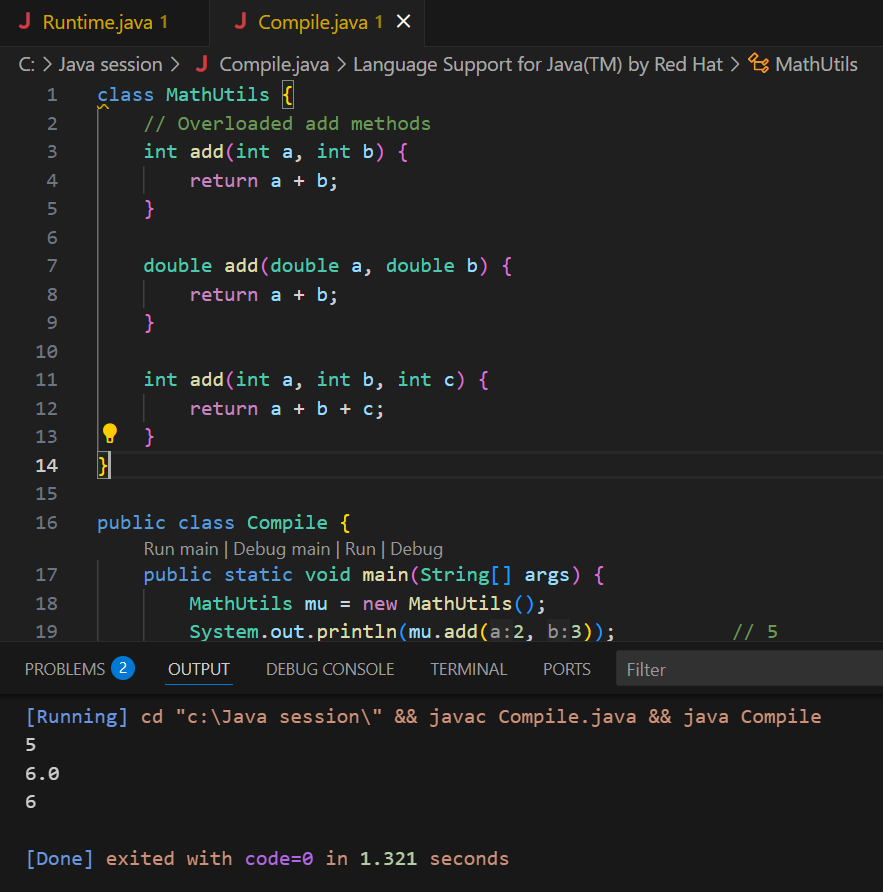 J Runtime.java 1 J Compile.java 1 ×
C: > Java session > J Compile.java > Language Support for Java(TM) by Red Hat > MathUtils
1 class MathUtils {
2     // Overloaded add methods
3     int add(int a, int b) {
4         return a + b;
5     }
6
7     double add(double a, double b) {
8         return a + b;
9     }
10
11     int add(int a, int b, int c) {
12         return a + b + c;
13     }
14 }
15
16 public class Compile {
Run main | Debug main | Run | Debug
17     public static void main(String[] args) {
18         MathUtils mu = new MathUtils();
19         System.out.println(mu.add(a:2, b:3));          // 5
PROBLEMS 2 OUTPUT DEBUG CONSOLE TERMINAL PORTS Filter
[Running] cd "c:\Java session\" && javac Compile.java && java Compile
5
6.0
6
[Done] exited with code=0 in 1.321 seconds